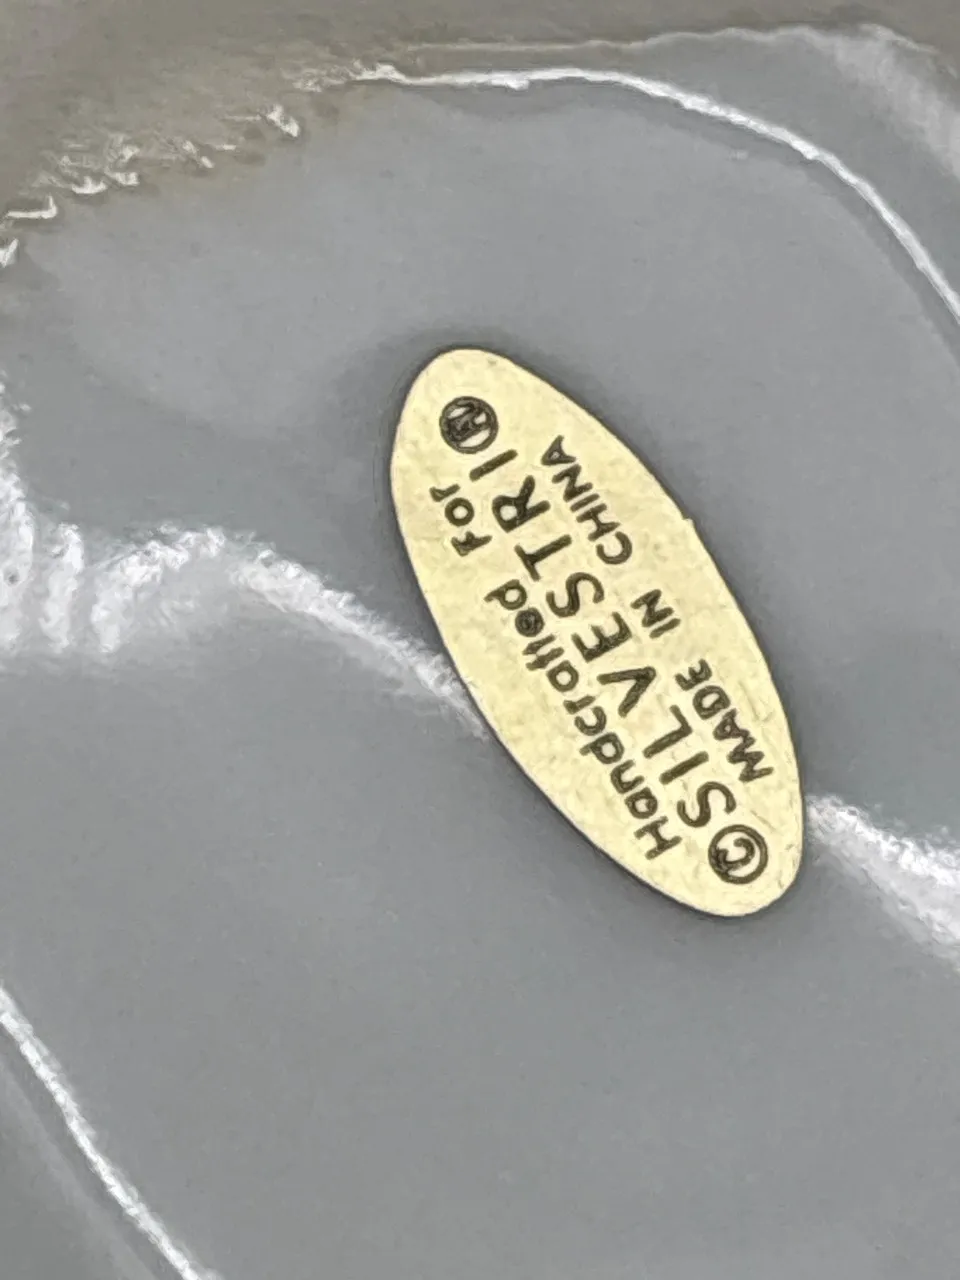 Handcrafted For
©SILVESTRI®
MADE IN CHINA